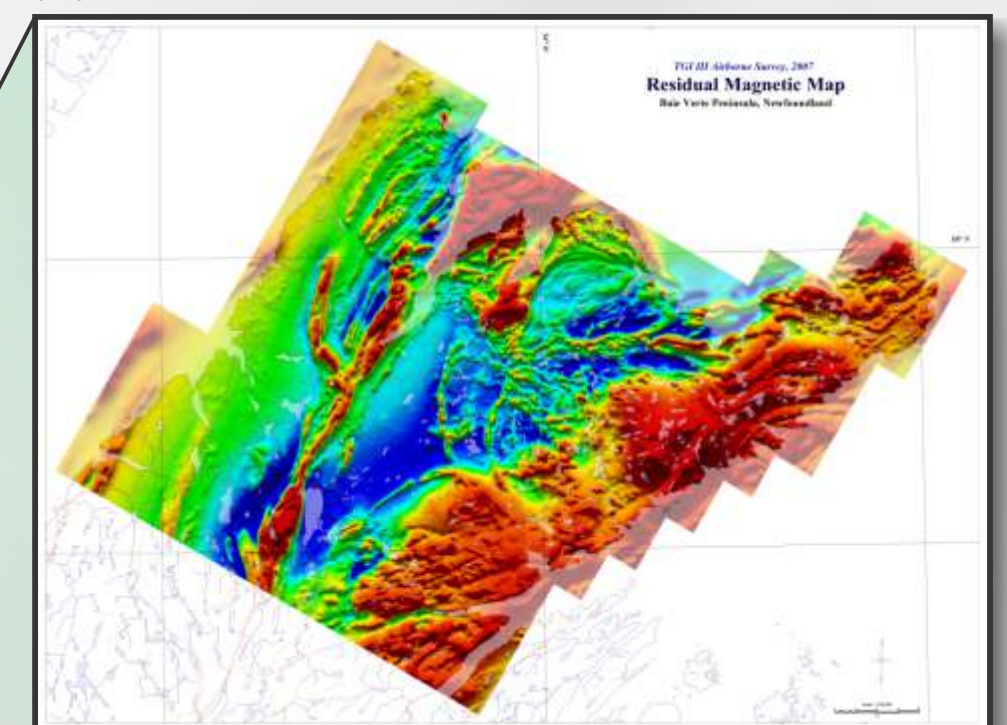 TGI III Airborne Survey, 2007
Residual Magnetic Map
Baie Verte Peninsula, Newfoundland